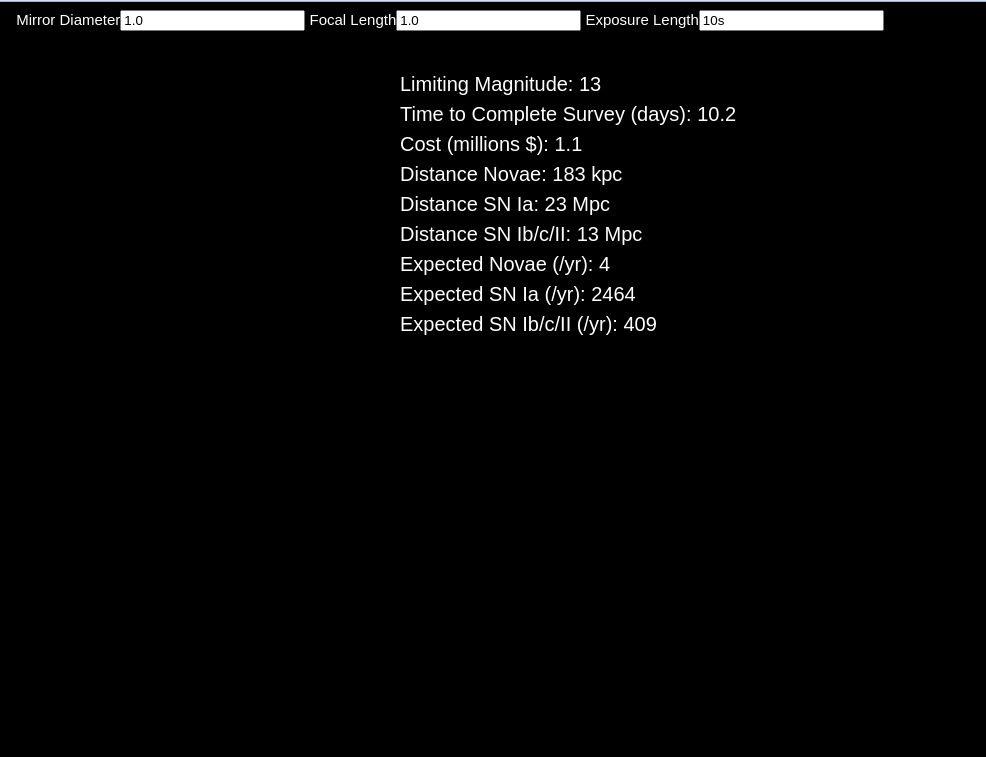 Mirror Diameter 1.0 Focal Length 1.0 Exposure Length 10s
Limiting Magnitude: 13
Time to Complete Survey (days): 10.2
Cost (millions $): 1.1
Distance Novae: 183 kpc
Distance SN Ia: 23 Mpc
Distance SN Ib/c/II: 13 Mpc
Expected Novae (/yr): 4
Expected SN Ia (/yr): 2464
Expected SN Ib/c/II (/yr): 409